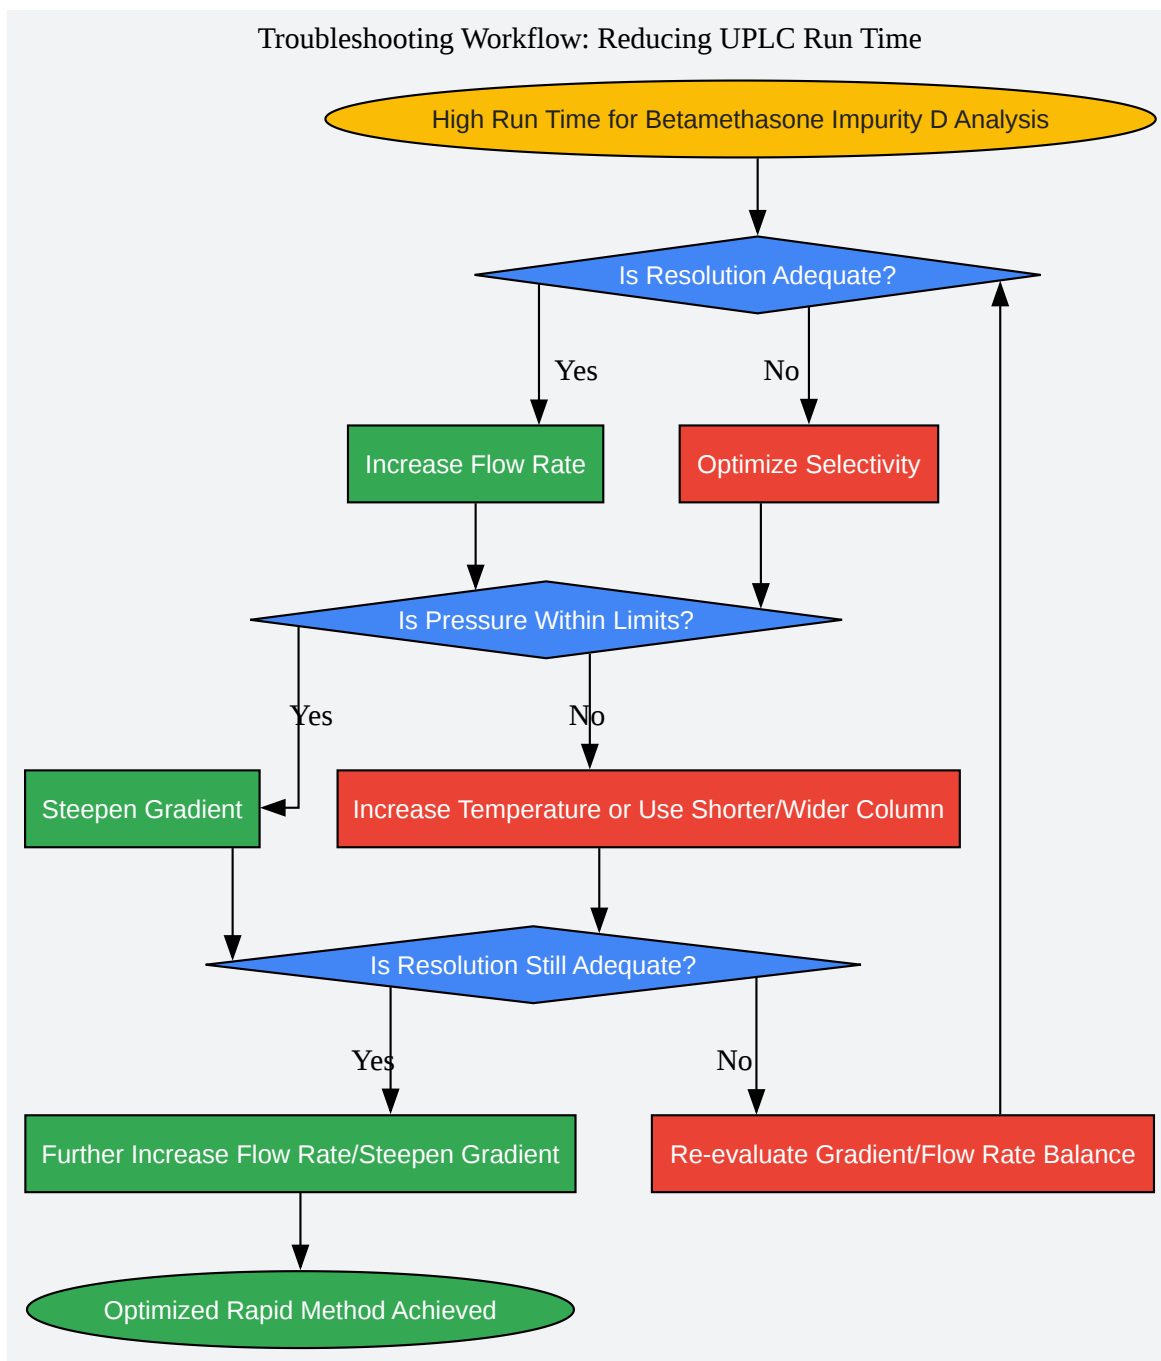 Troubleshooting Workflow: Reducing UPLC Run Time
High Run Time for Betamethasone Impurity D Analysis
Is Resolution Adequate?
Yes
No
Increase Flow Rate
Optimize Selectivity
Is Pressure Within Limits?
Yes
No
Steepen Gradient
Increase Temperature or Use Shorter/Wider Column
Is Resolution Still Adequate?
Yes
No
Further Increase Flow Rate/Steepen Gradient
Re-evaluate Gradient/Flow Rate Balance
Optimized Rapid Method Achieved